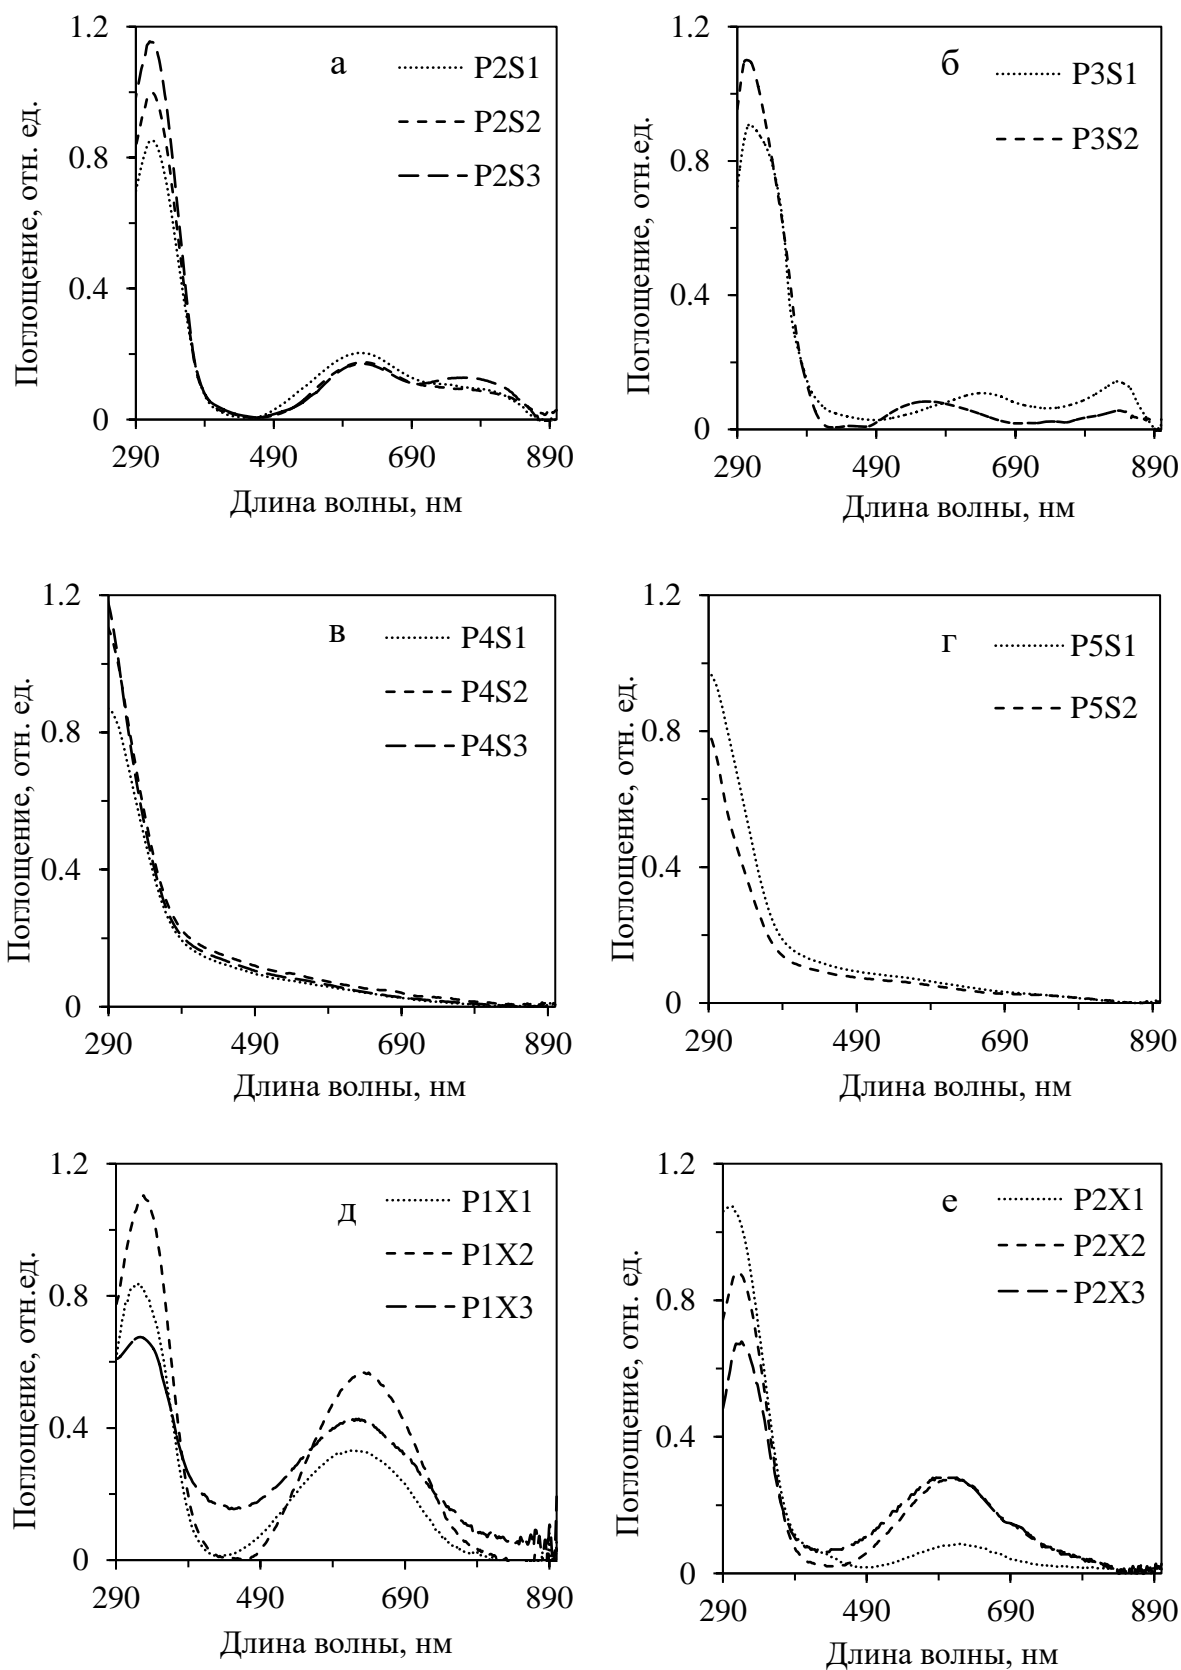 1.2
0.8
0.4
0
Поглощение, отн. ед.
а
P2S1
P2S2
P2S3
290 490 690 890
Длина волны, нм
1.2
0.8
0.4
0
Поглощение, отн.ед.
б
P3S1
P3S2
290 490 690 890
Длина волны, нм
1.2
0.8
0.4
0
Поглощение, отн. ед.
в
P4S1
P4S2
P4S3
290 490 690 890
Длина волны, нм
1.2
0.8
0.4
0
Поглощение, отн. ед.
г
P5S1
P5S2
290 490 690 890
Длина волны, нм
1.2
0.8
0.4
0
Поглощение, отн.ед.
д
P1X1
P1X2
P1X3
290 490 690 890
Длина волны, нм
1.2
0.8
0.4
0
Поглощение, отн. ед.
е
P2X1
P2X2
P2X3
290 490 690 890
Длина волны, нм